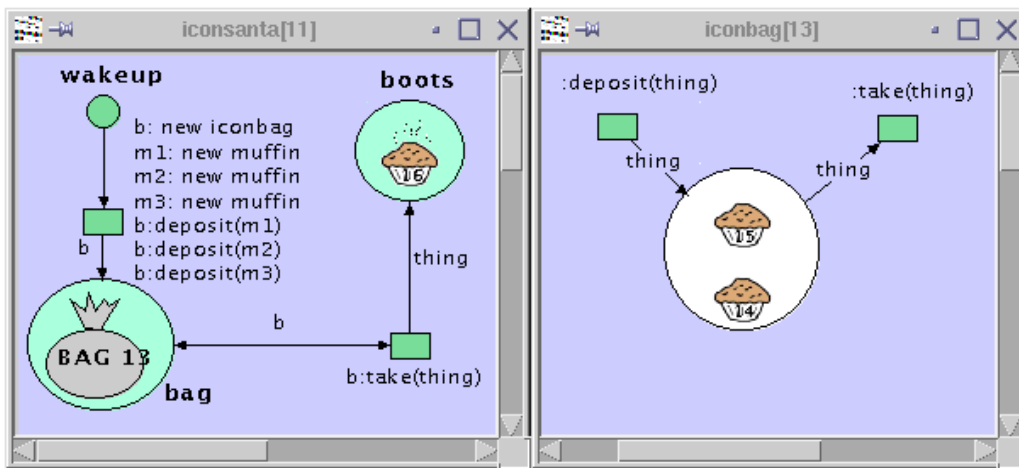 iconsanta[11]
wakeup
b: new iconbag
m1: new muffin
m2: new muffin
m3: new muffin
b:deposit(m1)
b:deposit(m2)
b:deposit(m3)
b
BAG 13
bag
b
b:take(thing)
thing
boots
16
iconbag[13]
:deposit(thing)
:take(thing)
thing
thing
15
14